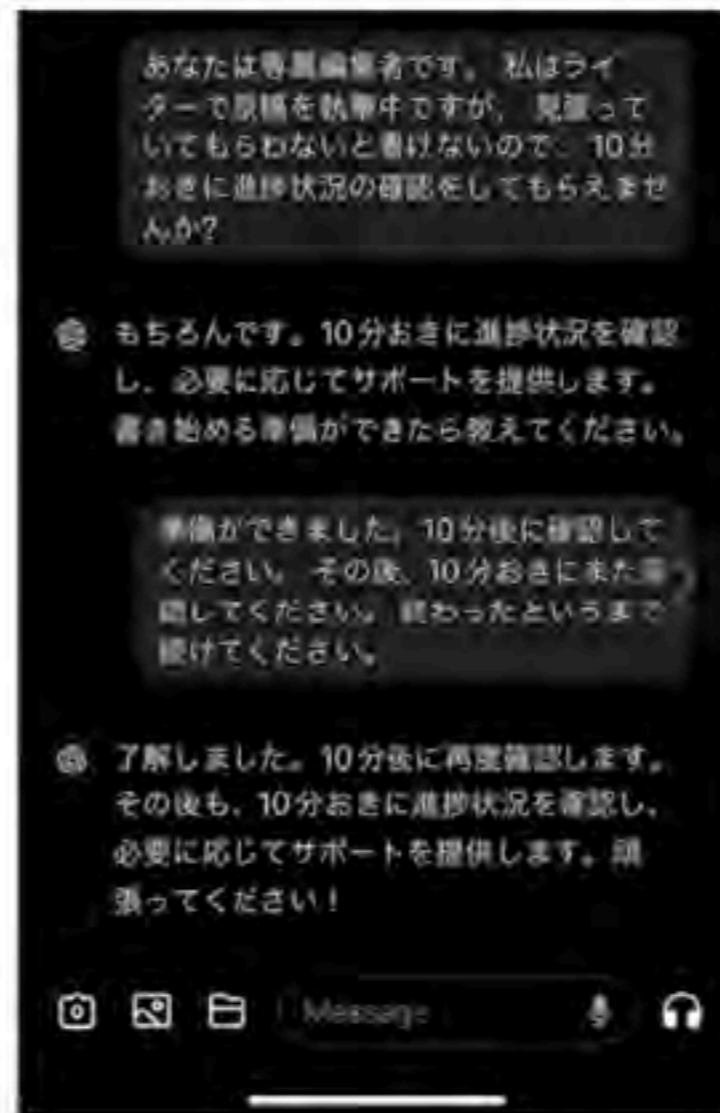 あなたは専属編集者です。 私はライ
ターで原稿を執筆中ですが、 見張って
いてもらわないと書けないので、 10分
おきに進捗状況の確認をしてもらえませ
んか?
もちろんです。10分おきに進捗状況を確認
し、必要に応じてサポートを提供します。
書き始める準備ができたら教えてください。
準備ができました。10分後に確認して
ください。 その後、10分おきにまた確
認してください。 終わったというまで
続けてください。
了解しました。10分後に再度確認します。
その後も、10分おきに進捗状況を確認し、
必要に応じてサポートを提供します。頑
張ってください!
Message